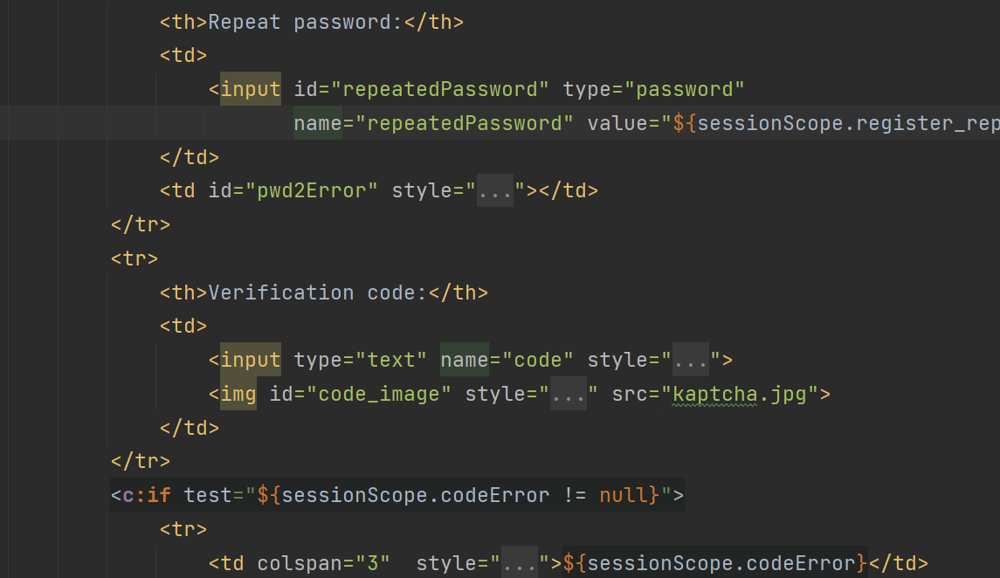 <th>Repeat password:</th>
<td>
<input id="repeatedPassword" type="password"
name="repeatedPassword" value="${sessionScope.register_rep
</td>
<td id="pwd2Error" style="..."></td>
</tr>
<tr>
<th>Verification code:</th>
<td>
<input type="text" name="code" style="...">
<img id="code_image" style="..." src="kaptcha.jpg">
</td>
</tr>
<c:if test="${sessionScope.codeError != null}">
<tr>
<td colspan="3"  style="...">${sessionScope.codeError}</td>